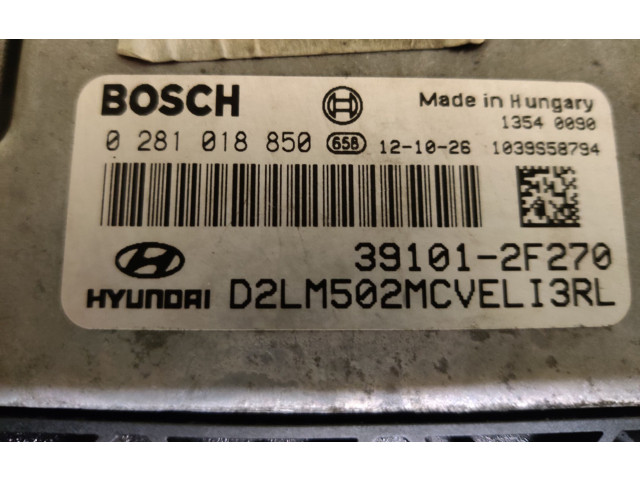 BOSCH
Made in Hungary
1354 0090
0 281 018 850 658 12-10-26 1039S58794
39101-2F270
HYUNDAI D2LM502MCVELI3RL